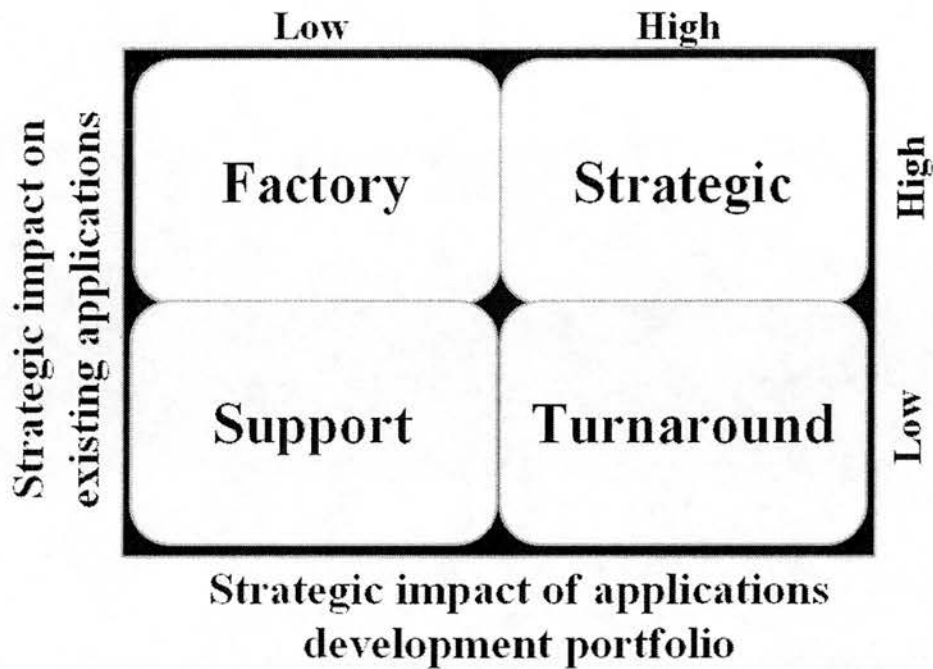 Low High
Strategic impact on
existing applications
Factory Strategic
High
Support Turnaround
Low
Strategic impact of applications
development portfolio